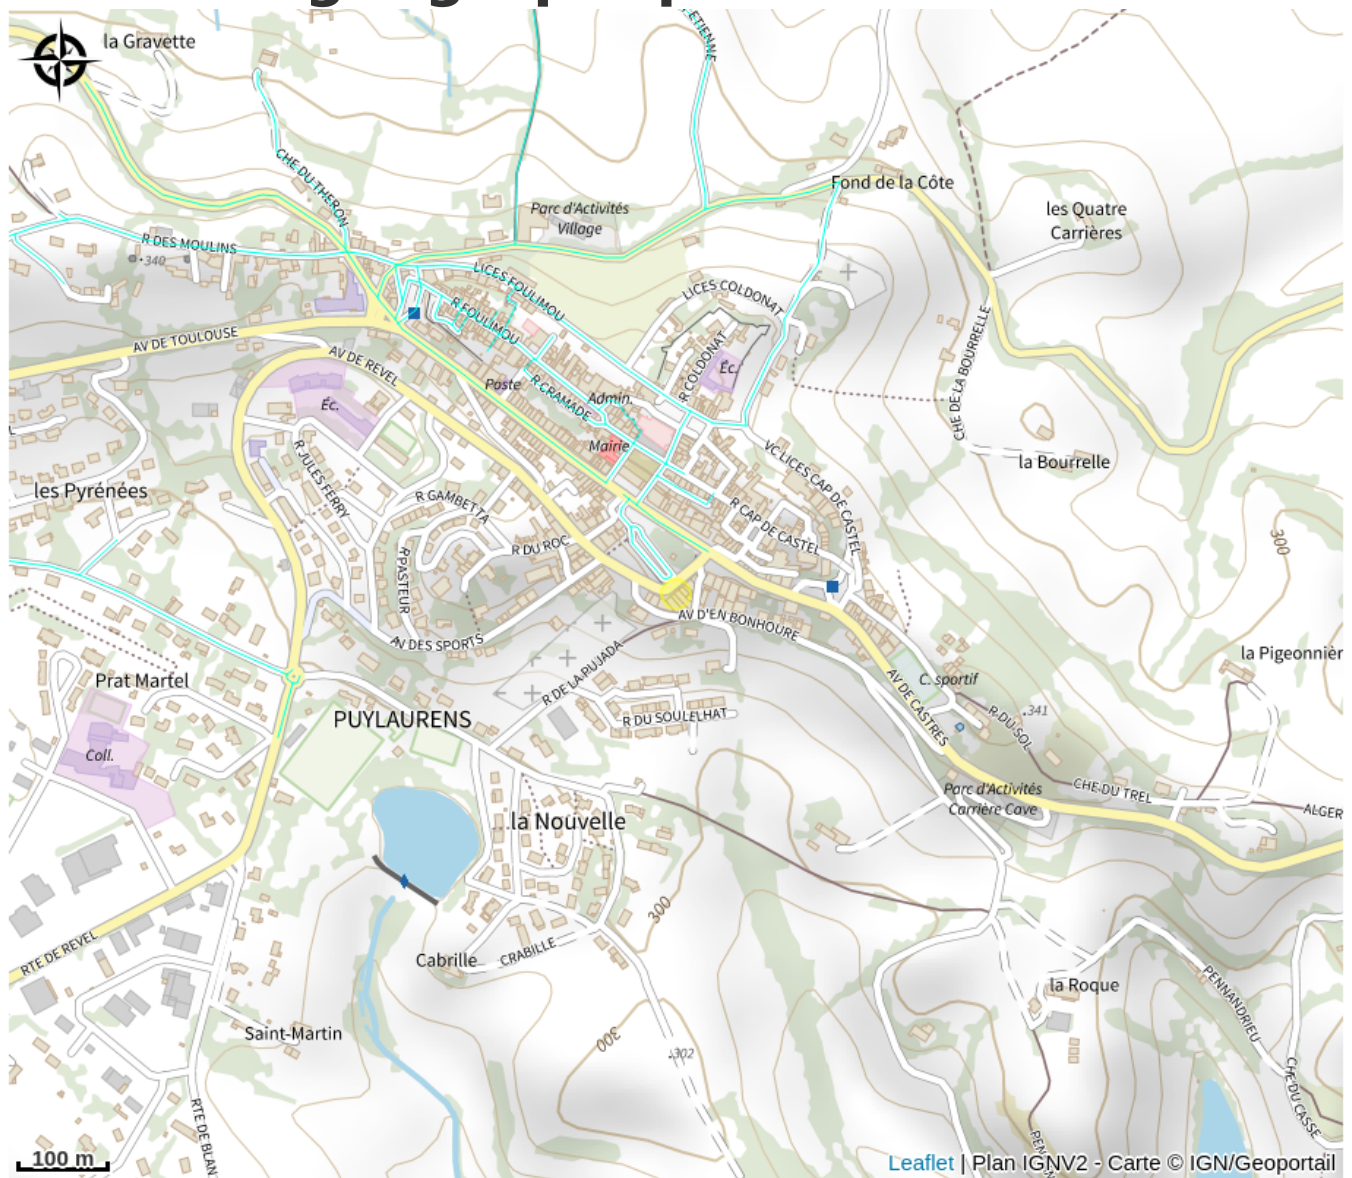 la Gravette
ETIENNE
CHE DU THERON
Fond de la Côte
Parc d'Activités
Village
les Quatre
Carrières
R DES MOULINS
340
LICES FOULIMOU
LICES COLDONAT
R FOULIMOU
AV DE TOULOUSE
AV DE REVEL
R COLDONAT
Éc.
CHE DE LA BOURRELLE
Poste
R CRAMADE
Admin.
Éc.
Mairie
VC LICES CAP DE CASTEL
la Bourrelle
R JULES FERRY
les Pyrénées
R GAMBETTA
R CAP DE CASTEL
300
R DU ROC
R PASTEUR
AV D'EN BONHOURE
AV DES SPORTS
R DE LA PUJADA
la Pigeonnièr
Prat Martel
C. sportif
AV DE CASTRES
PUYLAURENS
R DU SOULELHAT
R DU SOL
341
Coll.
Parc d'Activités
Carrière Cave
CHE DU TREL
ALGER
la Nouvelle
300
RTE DE REVEL
Cabrille
CRABILLE
la Roque
PENNANDRIEU
Saint-Martin
300
302
CHE DU CASSE
RTE DE BLAN
PEN
100 m
Leaflet | Plan IGNV2 - Carte © IGN/Geoportail